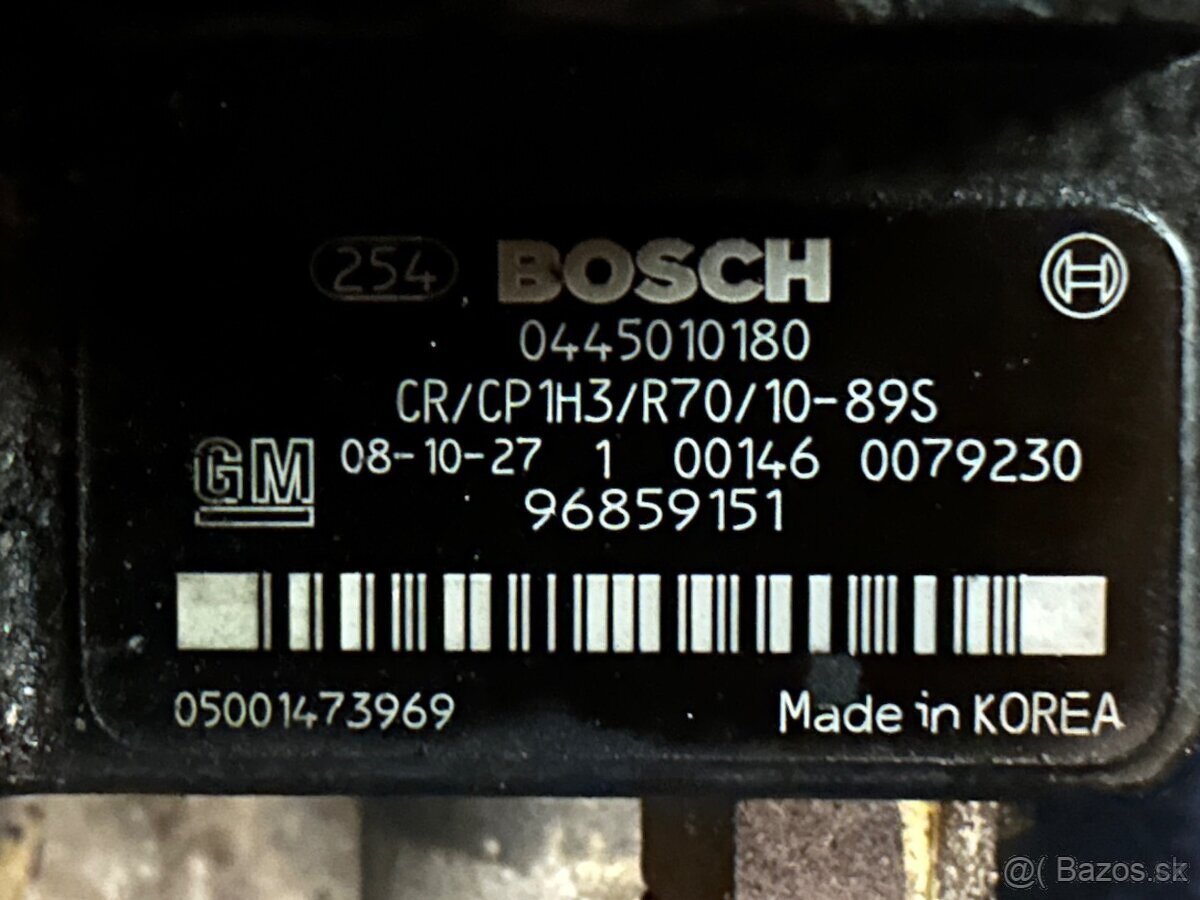 254 BOSCH
0445010180
CR/CP1H3/R70/10-89S
GM 08-10-27 1 00146 0079230
96859151
05001473969 Made in KOREA
@( Bazos.sk